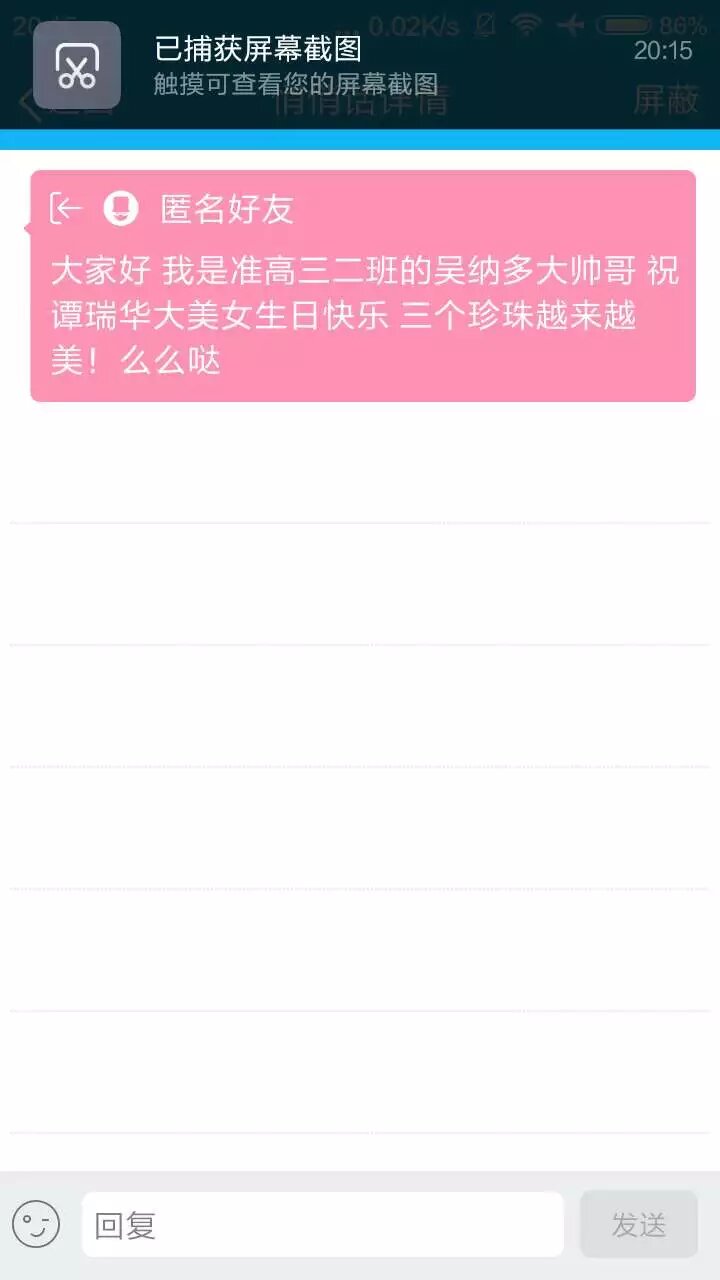 已捕获屏幕截图
20:15
触摸可查看您的屏幕截图
0.02K/s
86%
悄悄话详情
屏蔽
匿名好友
大家好 我是准高三二班的吴纳多大帅哥 祝
谭瑞华大美女生日快乐 三个珍珠越来越
美！么么哒
回复
发送